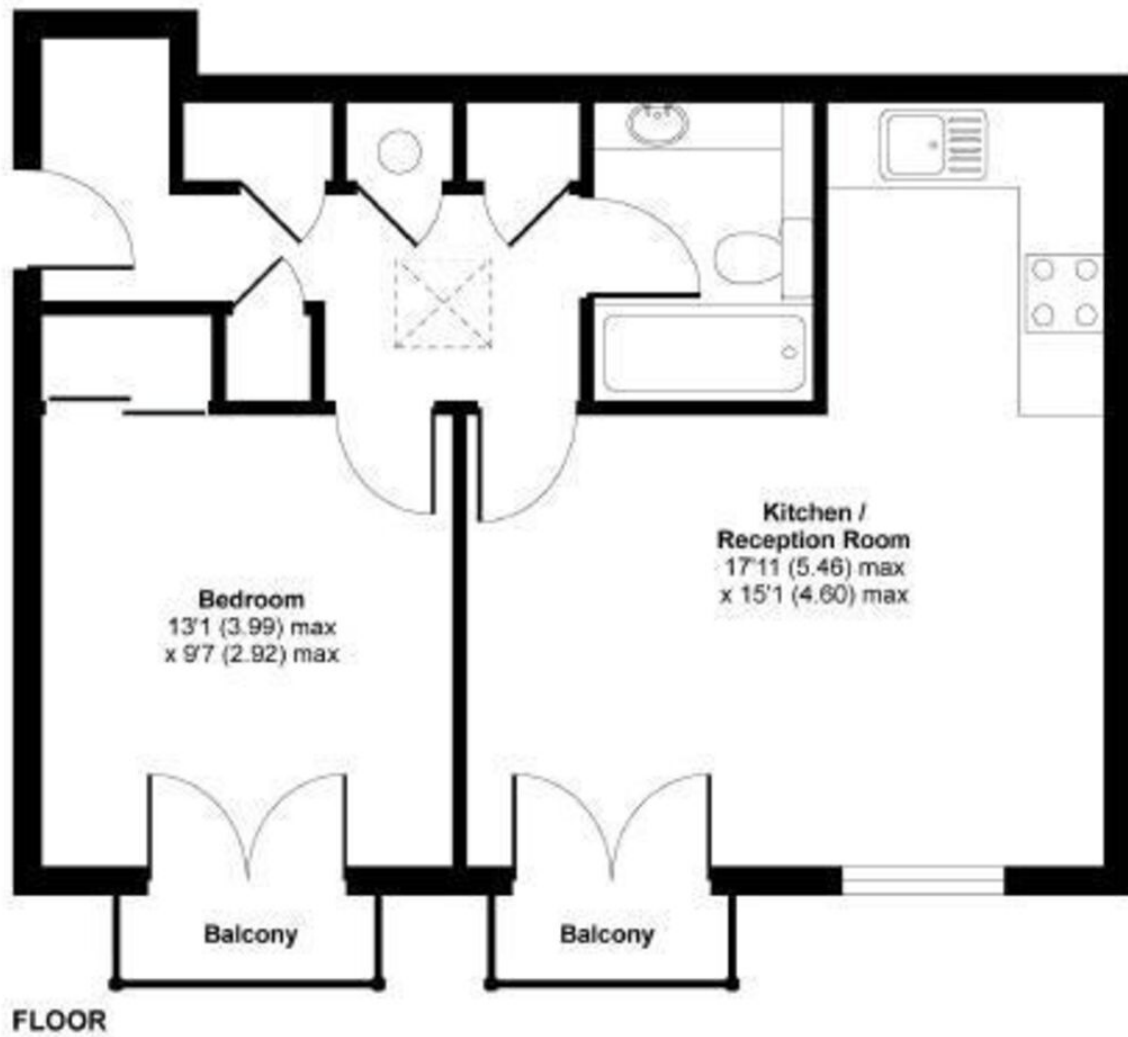 Kitchen /
Reception Room
17'11 (5.46) max
x 15'1 (4.60) max
Bedroom
13'1 (3.99) max
x 9'7 (2.92) max
Balcony
Balcony
FLOOR